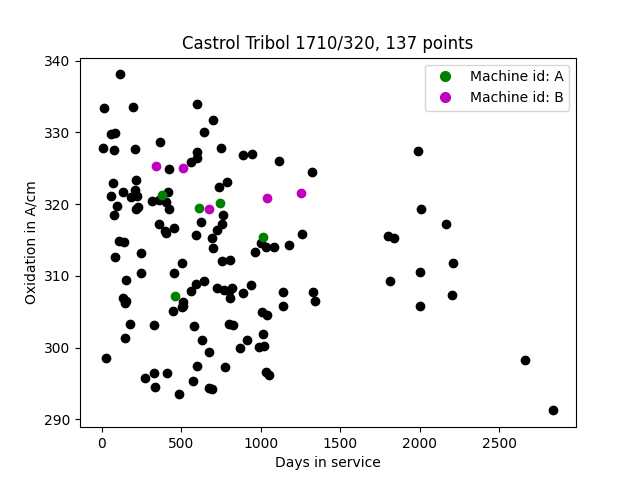 Castrol Tribol 1710/320, 137 points
Machine id: A
Machine id: B
340
330
320
310
300
290
Oxidation in A/cm
0 500 1000 1500 2000 2500
Days in service